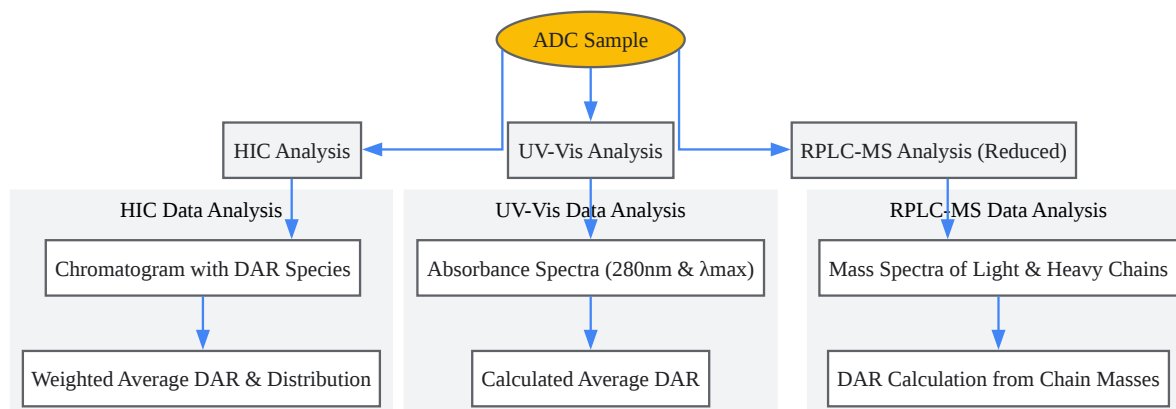 ADC Sample
HIC Analysis
UV-Vis Analysis
RPLC-MS Analysis (Reduced)
HIC Data Analysis
UV-Vis Data Analysis
RPLC-MS Data Analysis
Chromatogram with DAR Species
Absorbance Spectra (280nm & λmax)
Mass Spectra of Light & Heavy Chains
Weighted Average DAR & Distribution
Calculated Average DAR
DAR Calculation from Chain Masses